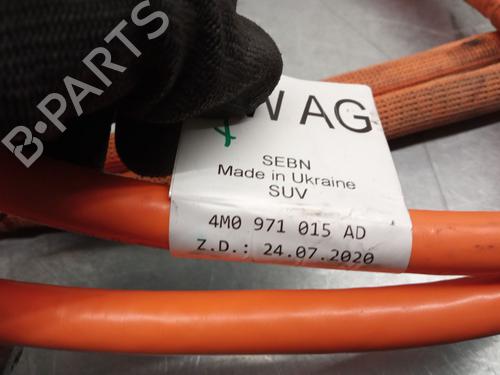 B-PARTS
W AG
SEBN
Made in Ukraine
SUV
4M0 971 015 AD
Z.D.: 24.07.2020